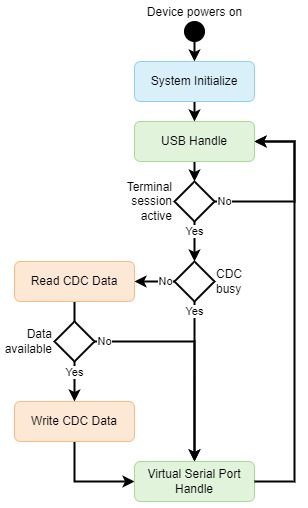 Device powers on
System Initialize
USB Handle
Terminal
session
active
No
Yes
CDC
busy
No
Yes
Read CDC Data
Data
available
No
Yes
Write CDC Data
Virtual Serial Port
Handle